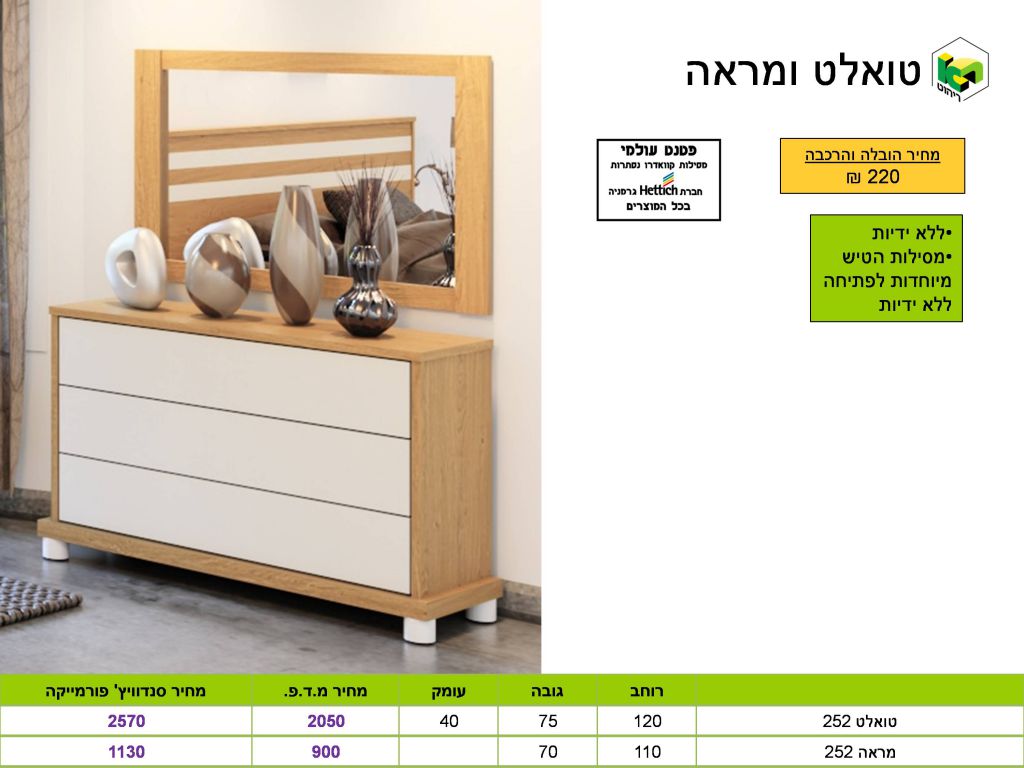 טואלט ומראה
ריהוט
מחיר הובלה והרכבה
220 ₪
פטנט עולמי
מסילות קוואדרו נסתרות
חברת Hettich גרמניה
בכל המוצרים
•ללא ידיות
•מסילות הטיש
מיוחדות לפתיחה
ללא ידיות
רוחב גובה עומק מחיר מ.ד.פ. מחיר סנדוויץ' פורמייקה
טואלט 252 120 75 40 2050 2570
מראה 252 110 70 900 1130